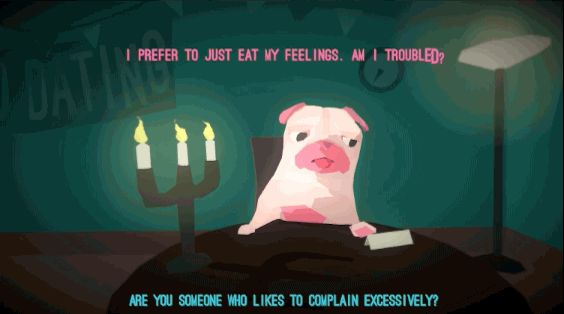 DATING
I PREFER TO JUST EAT MY FEELINGS. AM I TROUBLED?
ARE YOU SOMEONE WHO LIKES TO COMPLAIN EXCESSIVELY?